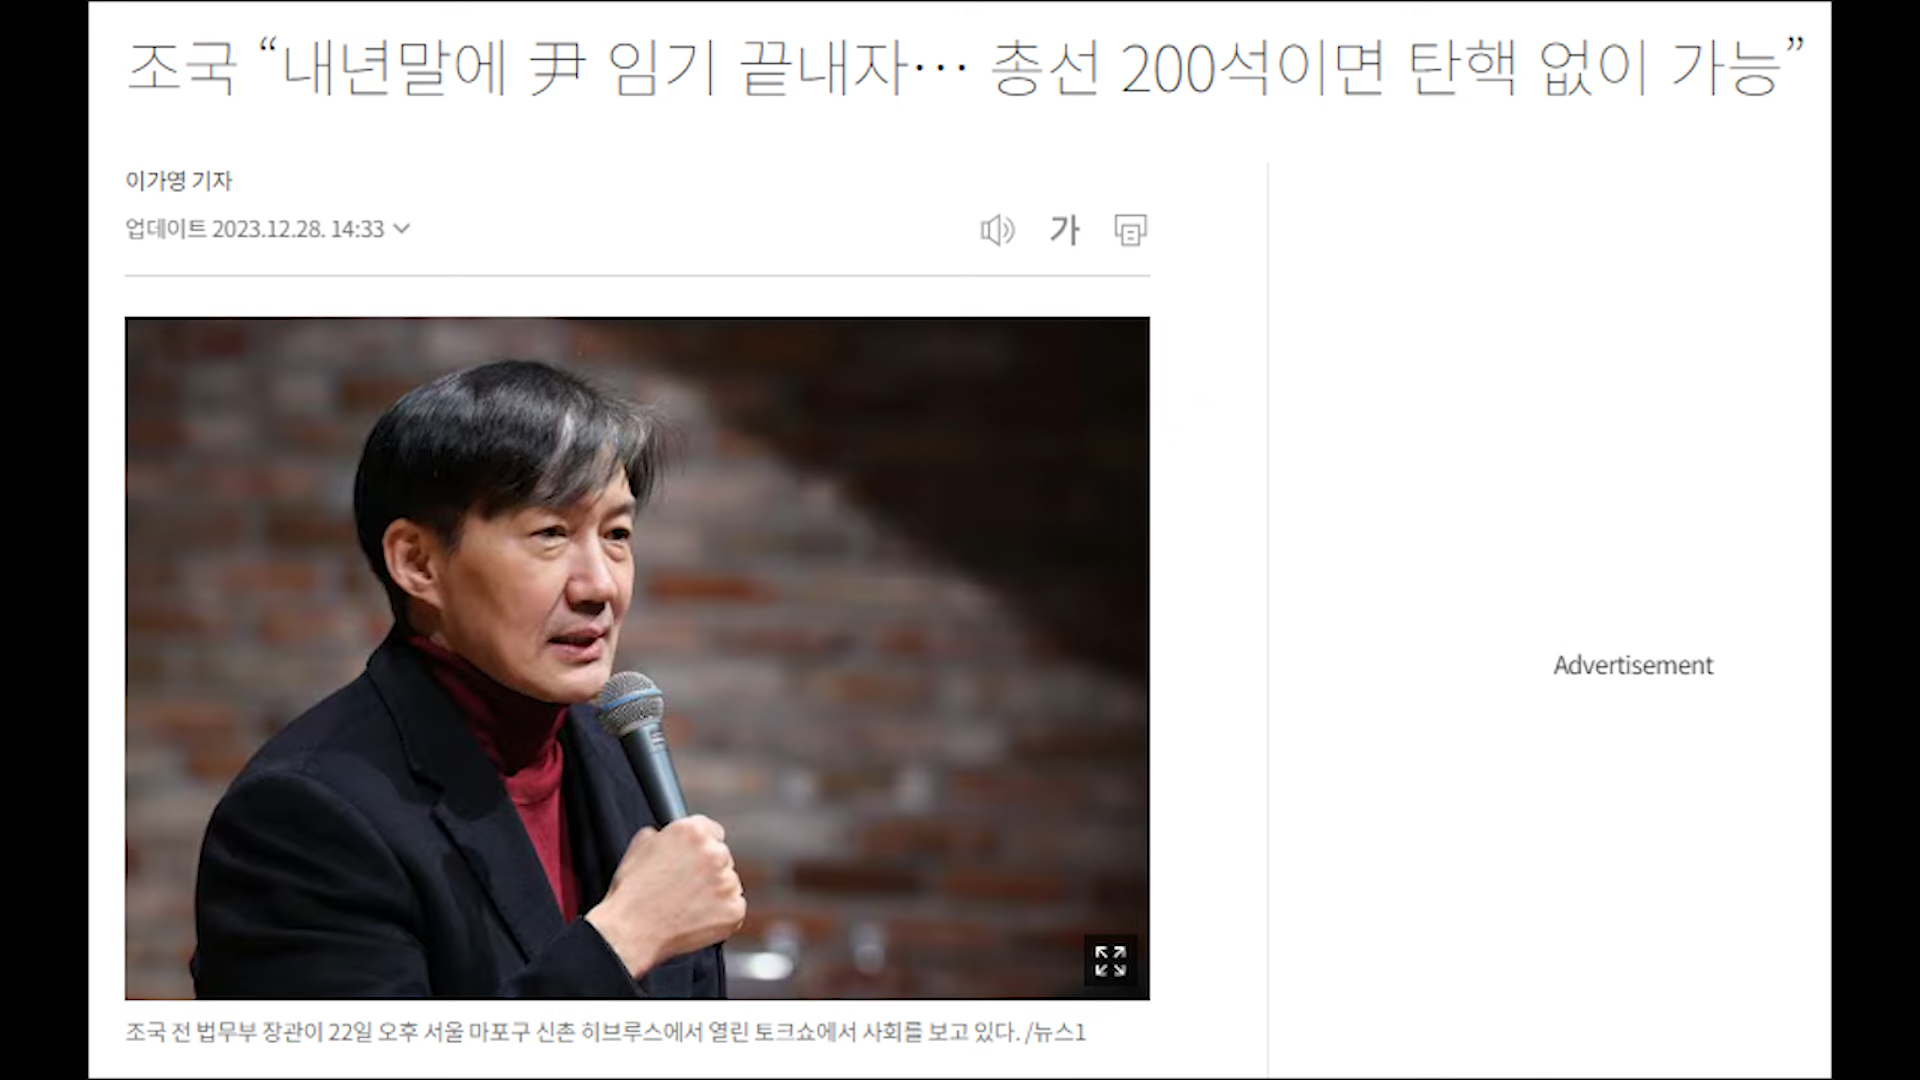 조국 “내년말에 尹 임기 끝내자… 총선 200석이면 탄핵 없이 가능”
이가영 기자
업데이트 2023.12.28. 14:33
가
Advertisement
조국 전 법무부 장관이 22일 오후 서울 마포구 신촌 히브루스에서 열린 토크쇼에서 사회를 보고 있다. /뉴스1